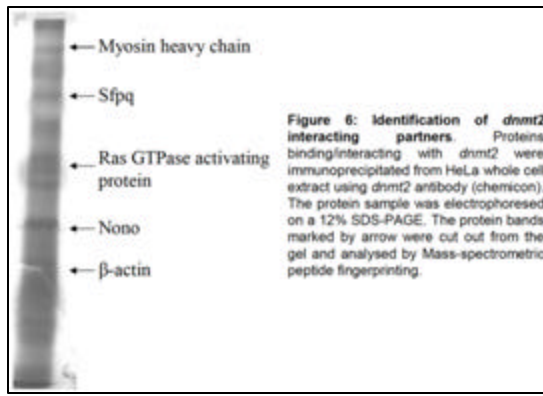 Myosin heavy chain
Sfpq
Ras GTPase activating
protein
Nono
β-actin
Figure 6: Identification of dnmt2
interacting partners. Proteins
binding/interacting with dnmt2 were
immunoprecipitated from HeLa whole cell
extract using dnmt2 antibody (chemicon).
The protein sample was electrophoresed
on a 12% SDS-PAGE. The protein bands
marked by arrow were cut out from the
gel and analysed by Mass-spectrometric
peptide fingerprinting.